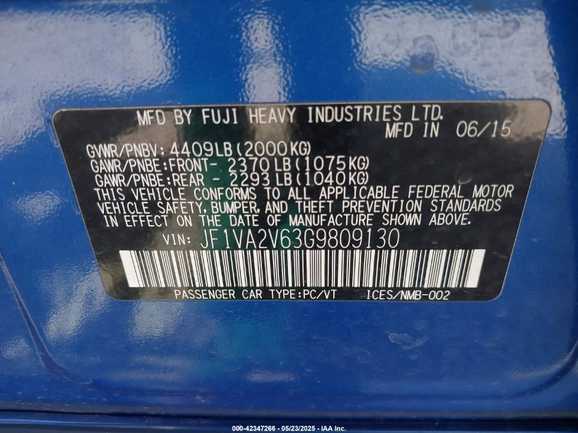 MFD BY FUJI HEAVY INDUSTRIES LTD.
MFD IN 06/15
GVWR/PNBV: 4409LB(2000KG)
GAWR/PNBE:FRONT- 2370LB(1075KG)
GAWR/PNBE:REAR - 2293LB(1040KG)
THIS VEHICLE CONFORMS TO ALL APPLICABLE FEDERAL MOTOR
VEHICLE SAFETY, BUMPER, AND THEFT PREVENTION STANDARDS
IN EFFECT ON THE DATE OF MANUFACTURE SHOWN ABOVE.
VIN: JF1VA2V63G9809130
PASSENGER CAR TYPE:PC/VT ICES/NMB-002
000-42347266 - 05/23/2025 - IAA Inc.